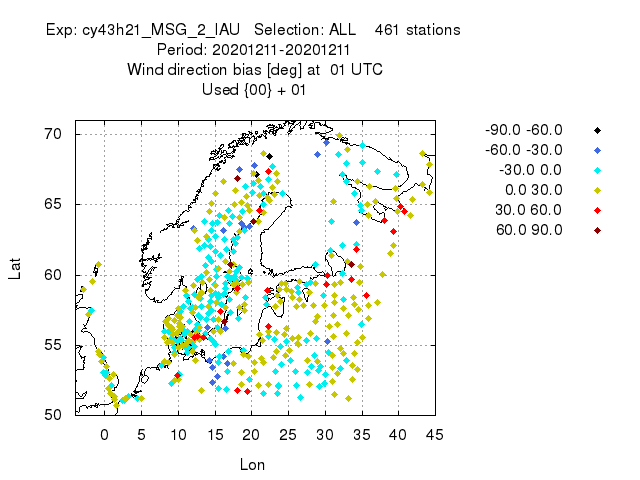 Exp: cy43h21_MSG_2_IAU   Selection: ALL    461 stations
Period: 20201211-20201211
Wind direction bias [deg] at  01 UTC
Used {00} + 01
-90.0 -60.0
-60.0 -30.0
-30.0 0.0
0.0 30.0
30.0 60.0
60.0 90.0
70
65
60
55
50
Lat
0 5 10 15 20 25 30 35 40 45
Lon